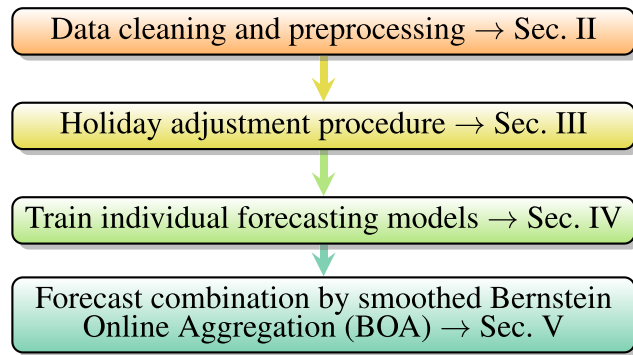 Data cleaning and preprocessing → Sec. II
Holiday adjustment procedure → Sec. III
Train individual forecasting models → Sec. IV
Forecast combination by smoothed Bernstein
Online Aggregation (BOA) → Sec. V